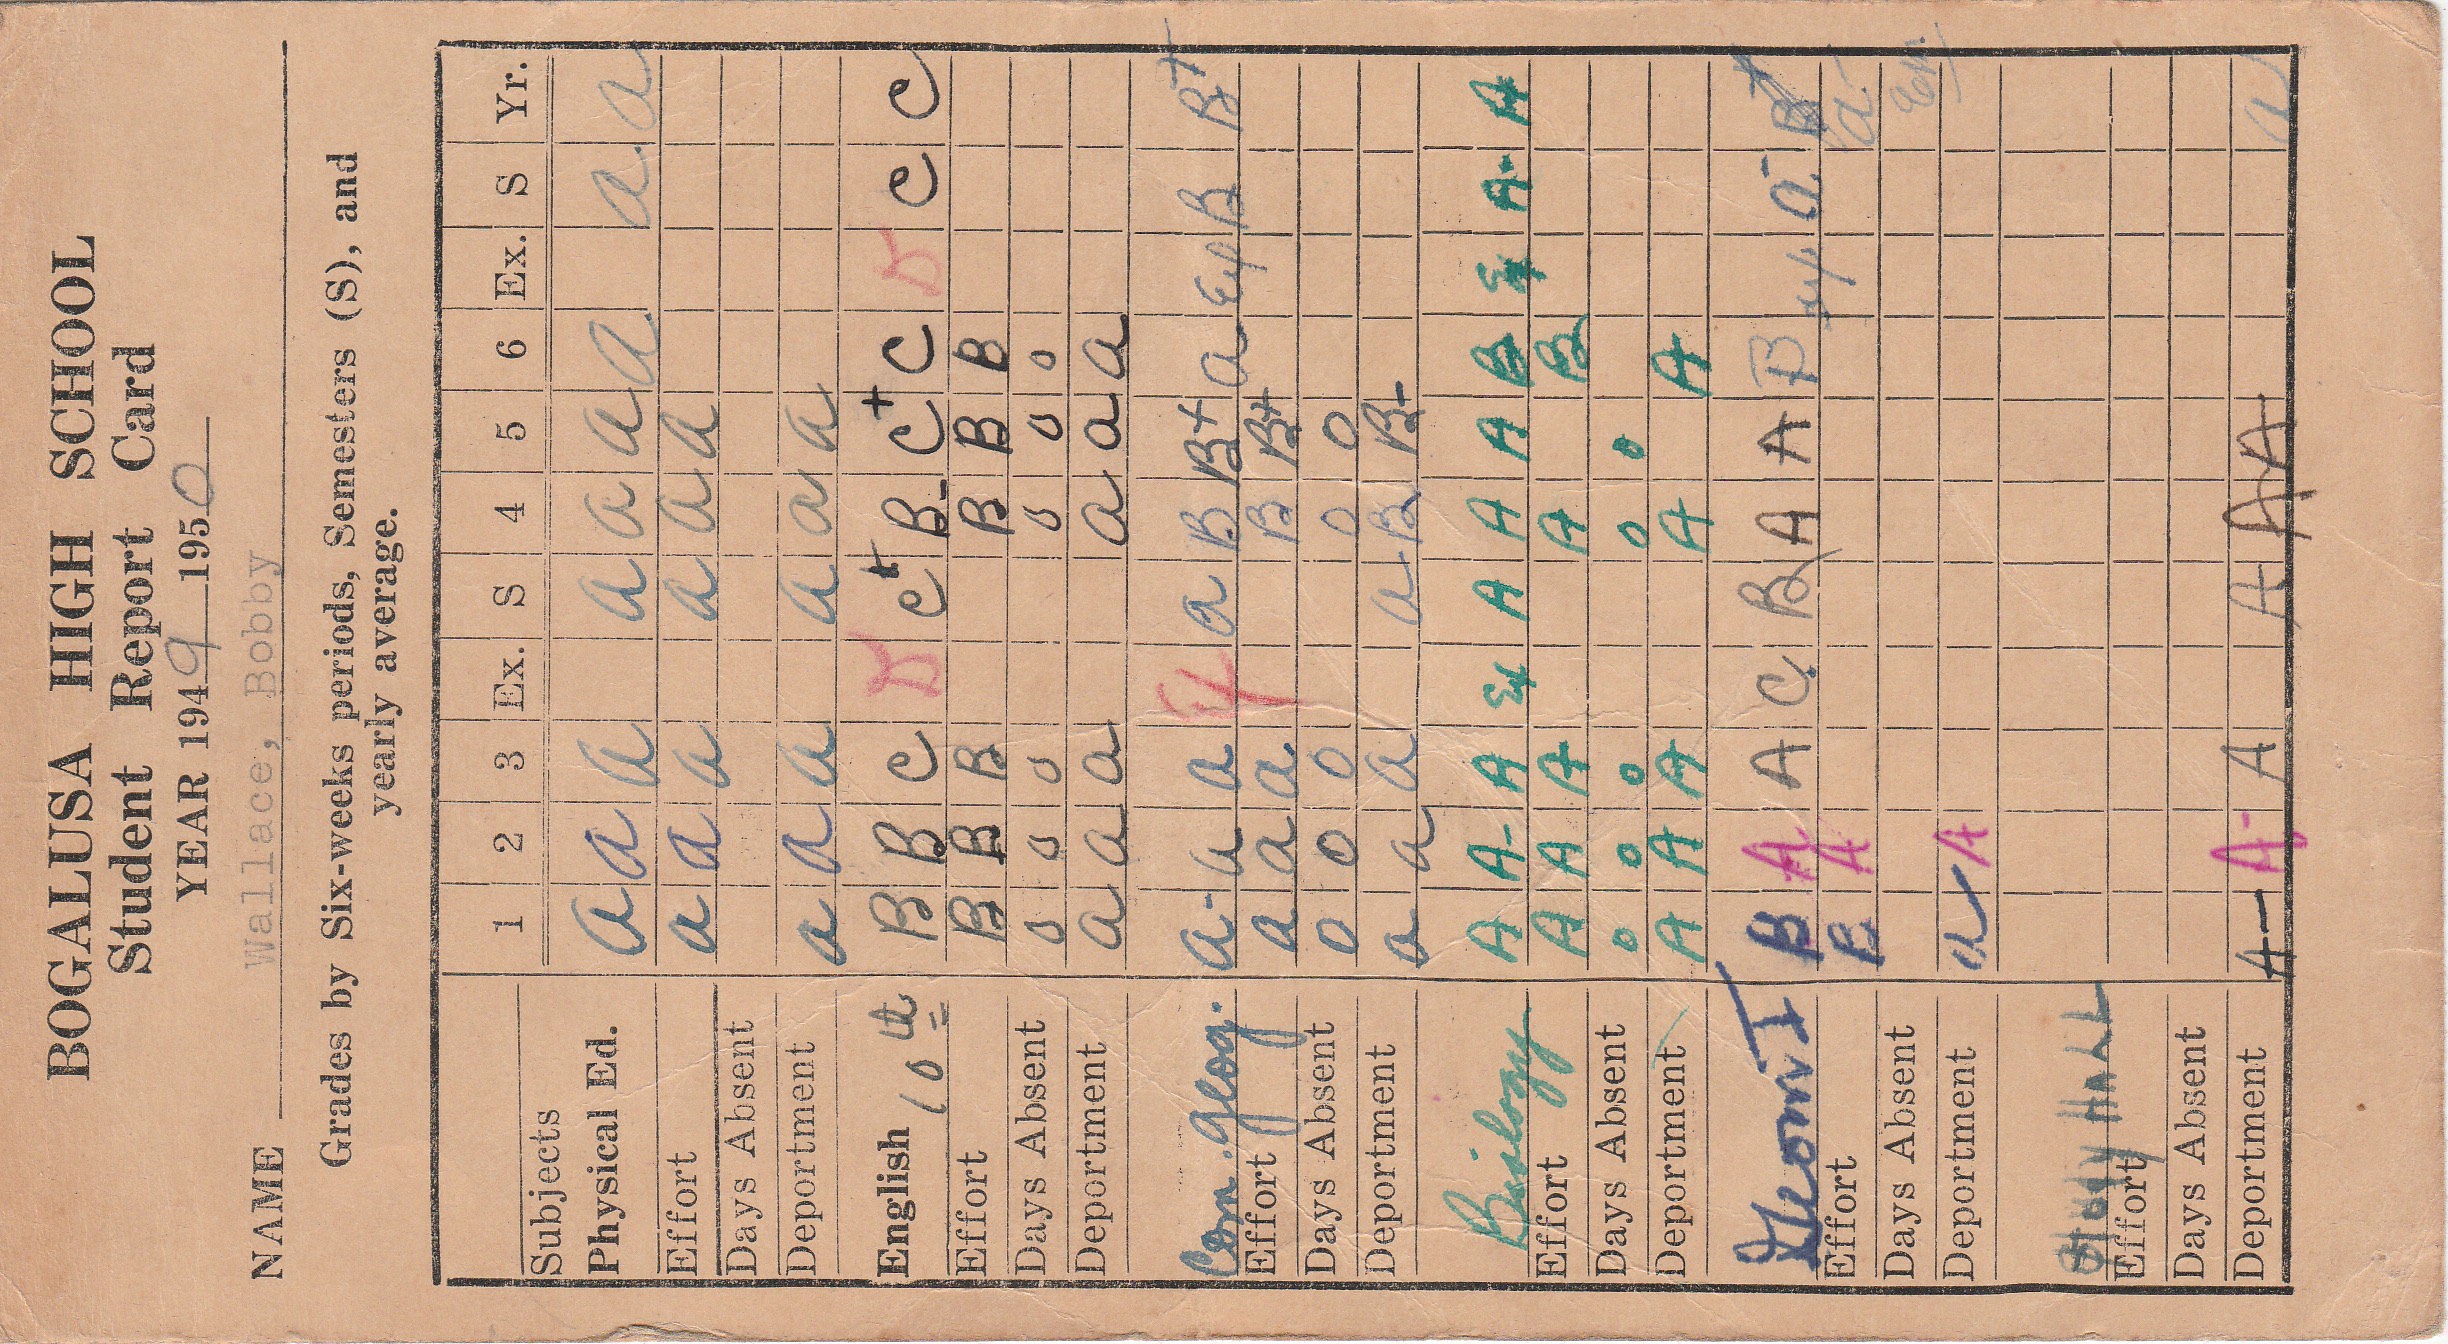 BOGALUSA HIGH SCHOOL
Student Report Card
YEAR 1949 1950
NAME Wallace, Bobby
Grades by Six-weeks periods, Semesters (S), and
yearly average.
1 2 3 Ex. S 4 5 6 Ex. S Yr.
Subjects
Physical Ed. a a a a a a a a. a
Effort a a a a a a
Days Absent
Deportment a a a a a a
English 10th B B C D C+ B- C+ C D C C
Effort B B B B B B
Days Absent 0 0 0 0 0 0
Deportment a a a a a a
Com. Geog. a- a a Ex a B B+ a Ex B B+
Effort a a a. B B+
Days Absent 0 0 0 0 0
Deportment a a a a B B-
Biology A A- A Ex A A A B Ex A- A
Effort A A A A B
Days Absent 0 0 0 0 0
Deportment A A A A A
I B A A C. B A A B a-
Effort B A a-
Days Absent
Deportment a A
Study HALL
Effort
Days Absent
Deportment A- A- A A A A a